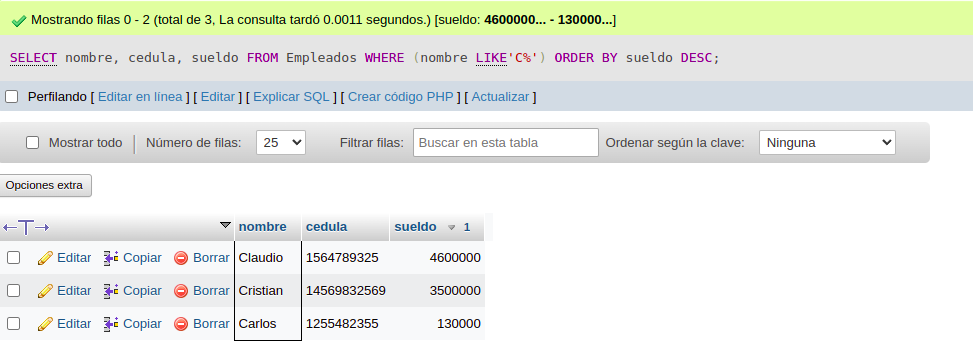 Mostrando filas 0 - 2 (total de 3, La consulta tardó 0.0011 segundos.) [sueldo: 4600000... - 130000...]
SELECT nombre, cedula, sueldo FROM Empleados WHERE (nombre LIKE'C%') ORDER BY sueldo DESC;
Perfilando [ Editar en línea ] [ Editar ] [ Explicar SQL ] [ Crear código PHP ] [ Actualizar ]
Mostrar todo Número de filas: 25 Filtrar filas: Buscar en esta tabla Ordenar según la clave: Ninguna
Opciones extra
nombre cedula sueldo 1
Editar Copiar Borrar Claudio 1564789325 4600000
Editar Copiar Borrar Cristian 14569832569 3500000
Editar Copiar Borrar Carlos 1255482355 130000